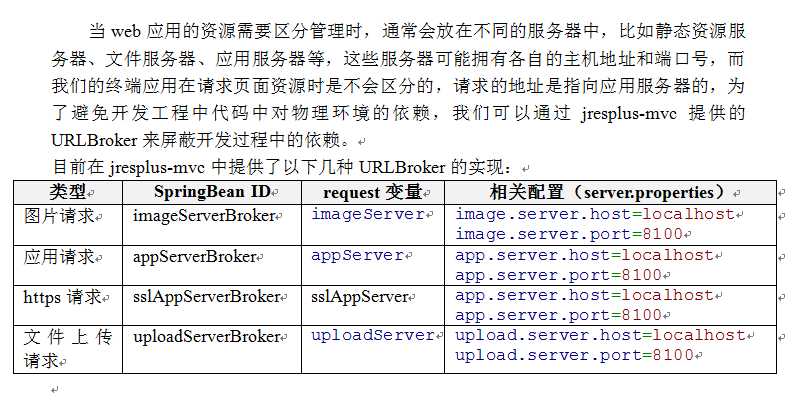 当 web 应用的资源需要区分管理时，通常会放在不同的服务器中，比如静态资源服
务器、文件服务器、应用服务器等，这些服务器可能拥有各自的主机地址和端口号，而
我们的终端应用在请求页面资源时是不会区分的，请求的地址是指向应用服务器的，为
了避免开发工程中代码中对物理环境的依赖，我们可以通过 jresplus-mvc 提供的
URLBroker 来屏蔽开发过程中的依赖。
目前在 jresplus-mvc 中提供了以下几种 URLBroker 的实现：
类型 SpringBean ID request 变量 相关配置（server.properties）
图片请求 imageServerBroker imageServer image.server.host=localhost
image.server.port=8100
应用请求 appServerBroker appServer app.server.host=localhost
app.server.port=8100
https 请求 sslAppServerBroker sslAppServer app.server.host=localhost
app.server.port=8100
文件上传 uploadServerBroker uploadServer upload.server.host=localhost
请求 upload.server.port=8100